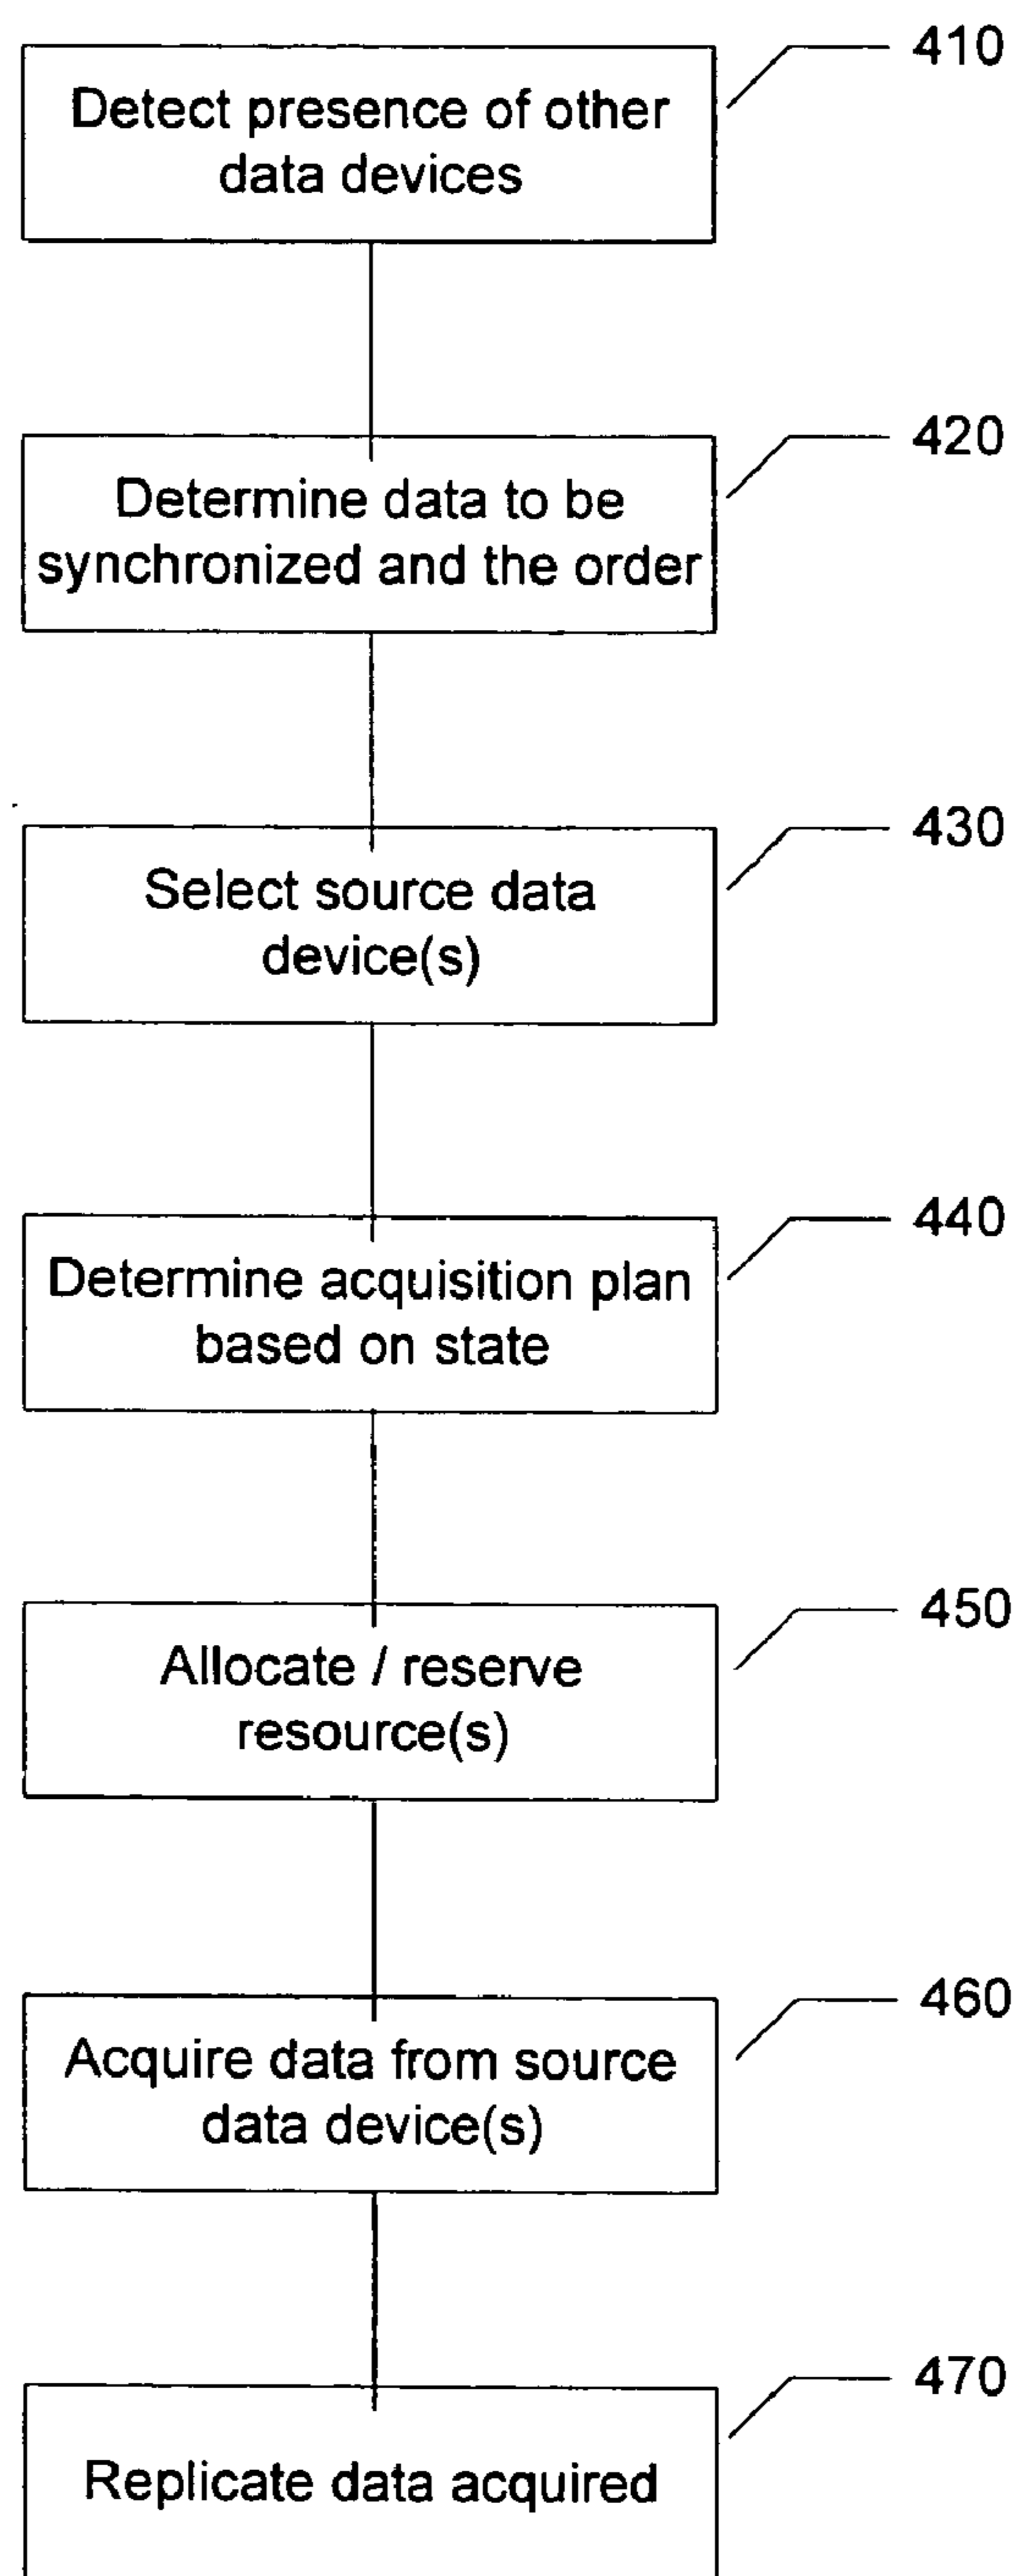 410
Detect presence of other
data devices
420
Determine data to be
synchronized and the order
430
Select source data
device(s)
440
Determine acquisition plan
based on state
450
Allocate / reserve
resource(s)
460
Acquire data from source
data device(s)
470
Replicate data acquired